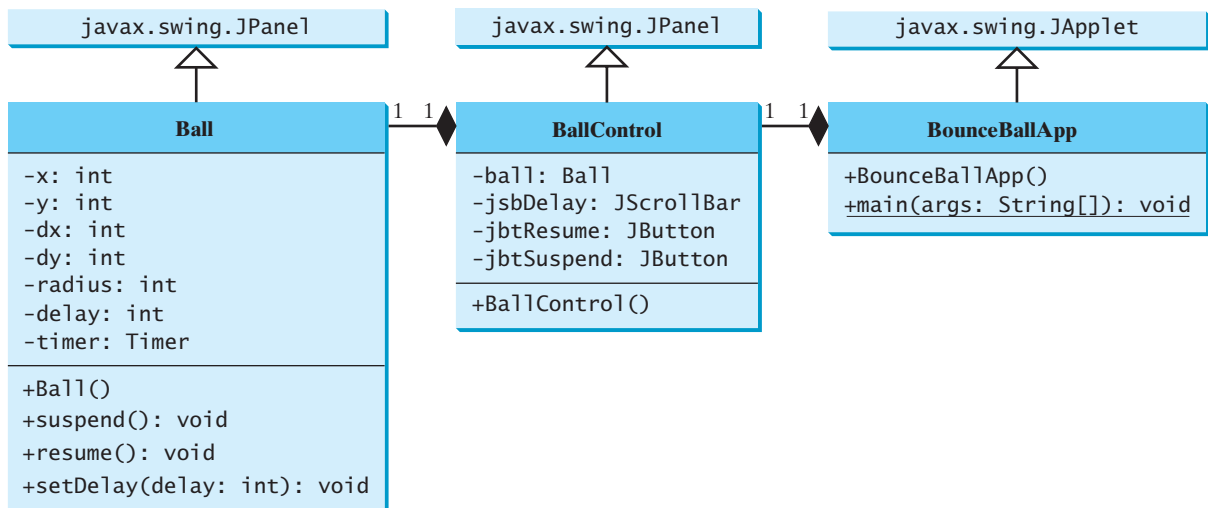 javax.swing.JPanel
Ball
-x: int
-y: int
-dx: int
-dy: int
-radius: int
-delay: int
-timer: Timer
+Ball()
+suspend(): void
+resume(): void
+setDelay(delay: int): void
1 1
javax.swing.JPanel
BallControl
-ball: Ball
-jsbDelay: JScrollBar
-jbtResume: JButton
-jbtSuspend: JButton
+BallControl()
1 1
javax.swing.JApplet
BounceBallApp
+BounceBallApp()
+main(args: String[]): void